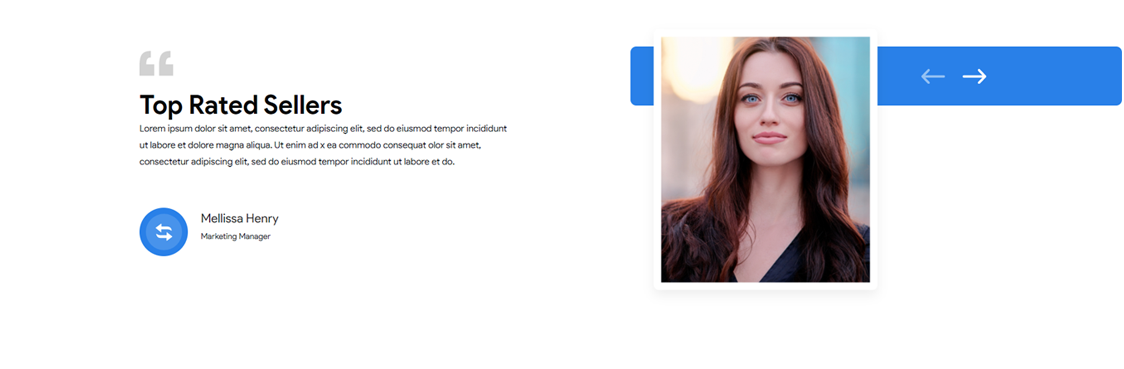 Top Rated Sellers
Lorem ipsum dolor sit amet, consectetur adipiscing elit, sed do eiusmod tempor incididunt
ut labore et dolore magna aliqua. Ut enim ad x ea commodo consequat olor sit amet,
consectetur adipiscing elit, sed do eiusmod tempor incididunt ut labore et do.
Mellissa Henry
Marketing Manager